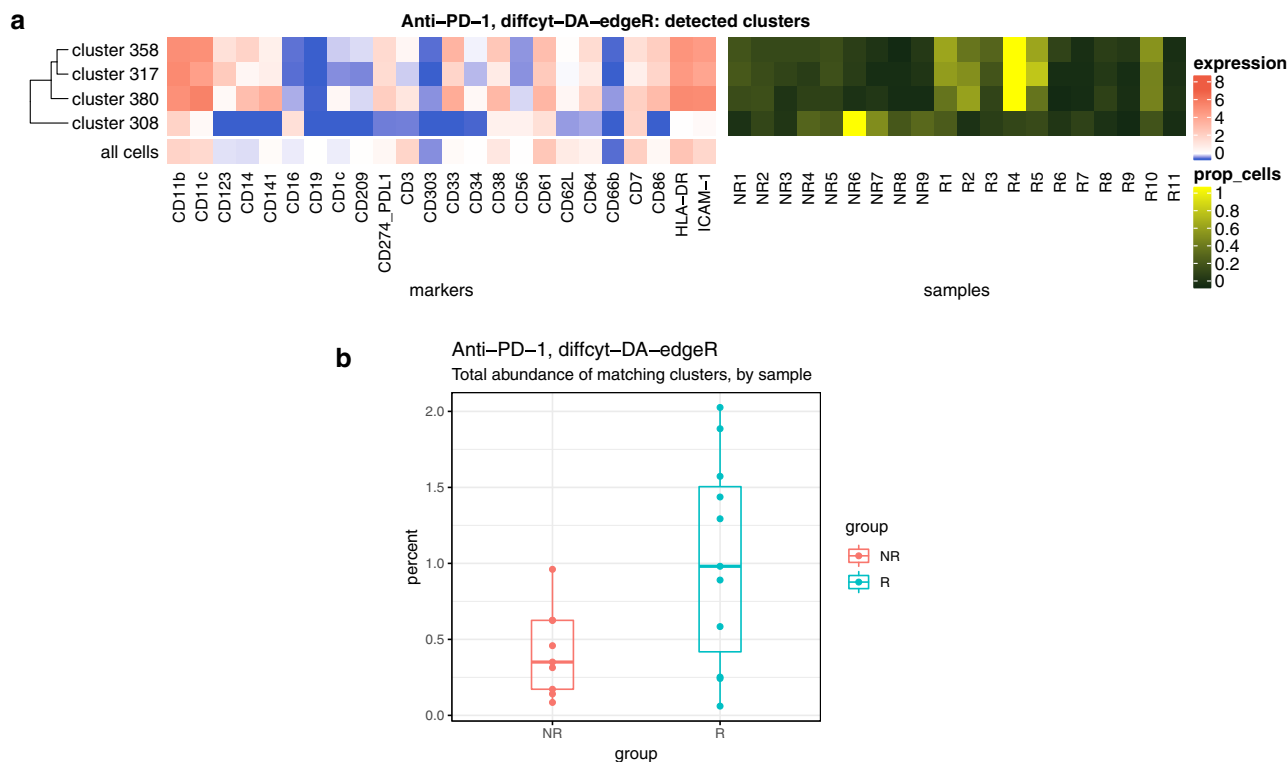 a
Anti–PD–1, diffcyt–DA–edgeR: detected clusters
cluster 358
cluster 317
cluster 380
cluster 308
all cells
CD11b
CD11c
CD123
CD14
CD141
CD16
CD19
CD1c
CD209
CD274_PDL1
CD3
CD303
CD33
CD34
CD38
CD56
CD61
CD62L
CD64
CD66b
CD7
CD86
HLA–DR
ICAM–1
markers
NR1
NR2
NR3
NR4
NR5
NR6
NR7
NR8
NR9
R1
R2
R3
R4
R5
R6
R7
R8
R9
R10
R11
samples
expression
8
6
4
2
0
prop_cells
1
0.8
0.6
0.4
0.2
0
b
Anti–PD–1, diffcyt–DA–edgeR
Total abundance of matching clusters, by sample
percent
2.0
1.5
1.0
0.5
0.0
NR
R
group
group
NR
R